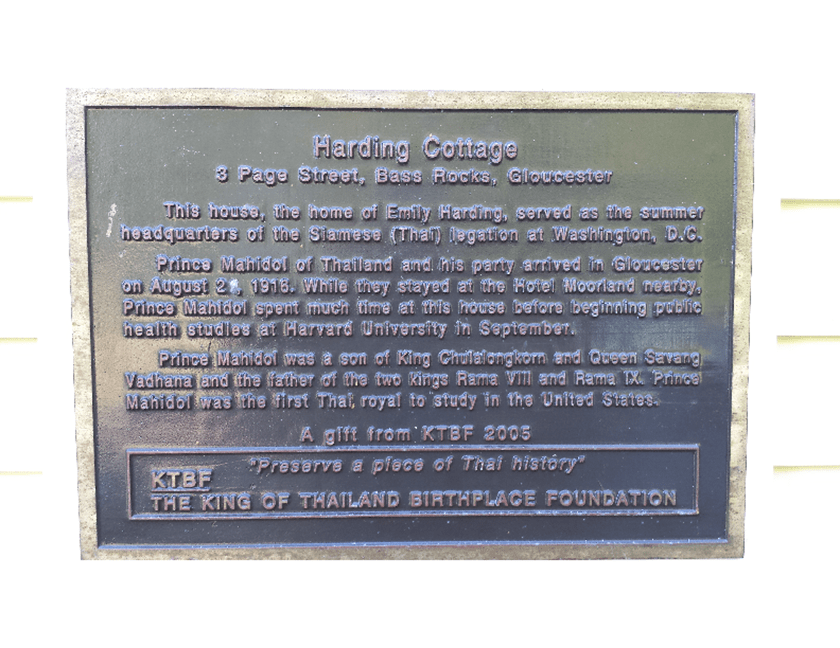 Harding Cottage
3 Page Street, Bass Rocks, Gloucester
This house, the home of Emily Harding, served as the summer
headquarters of the Siamese (Thai) legation at Washington, D.C.
Prince Mahidol of Thailand and his party arrived in Gloucester
on August , 1916. While they stayed at the Hotel Moorland nearby,
Prince Mahidol spent much time at this house before beginning public
health studies at Harvard University in September.
Prince Mahidol was a son of King Chulalongkorn and Queen Savang
Vadhana and the father of the two kings Rama VIII and Rama IX. Prince
Mahidol was the first Thai royal to study in the United States.
A gift from KTBF 2005
"Preserve a piece of Thai history"
KTBF
THE KING OF THAILAND BIRTHPLACE FOUNDATION